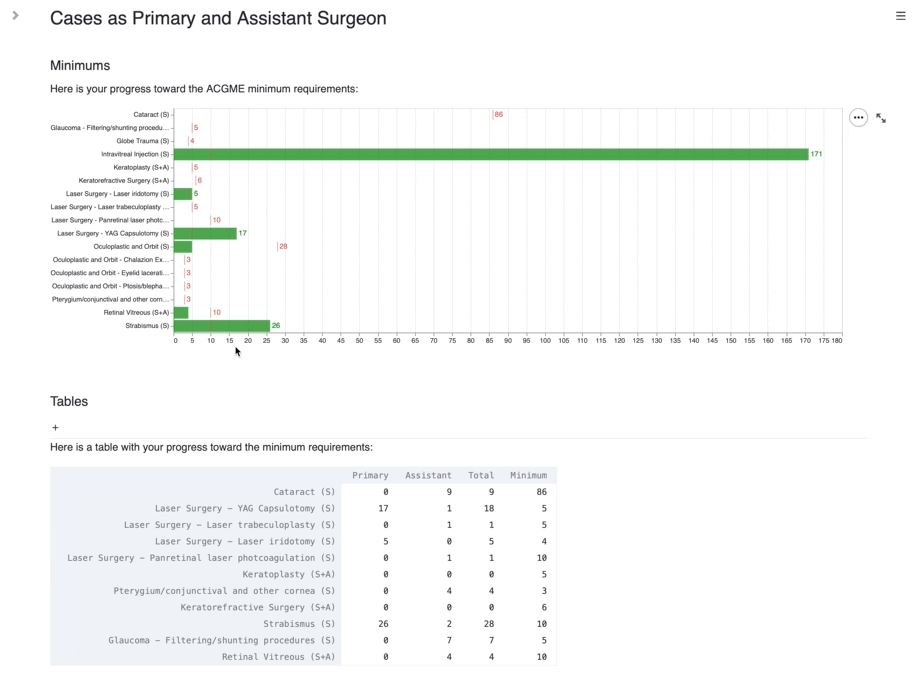 Cases as Primary and Assistant Surgeon
Minimums
Here is your progress toward the ACGME minimum requirements:
Cataract (S) 86
Glaucoma - Filtering/shunting procedu... 5
Globe Trauma (S) 4
Intravitreal Injection (S) 171
Keratoplasty (S+A) 5
Keratorefractive Surgery (S+A) 6
Laser Surgery - Laser iridotomy (S) 5
Laser Surgery - Laser trabeculoplasty ... 5
Laser Surgery - Panretinal laser photc... 10
Laser Surgery - YAG Capsulotomy (S) 17
Oculoplastic and Orbit (S) 28
Oculoplastic and Orbit - Chalazion Ex... 3
Oculoplastic and Orbit - Eyelid lacerati... 3
Oculoplastic and Orbit - Ptosis/blepha... 3
Pterygium/conjunctival and other corn... 3
Retinal Vitreous (S+A) 10
Strabismus (S) 26
0 5 10 15 20 25 30 35 40 45 50 55 60 65 70 75 80 85 90 95 100 105 110 115 120 125 130 135 140 145 150 155 160 165 170 175 180
Tables
+
Here is a table with your progress toward the minimum requirements:
Primary Assistant Total Minimum
Cataract (S) 0 9 9 86
Laser Surgery – YAG Capsulotomy (S) 17 1 18 5
Laser Surgery – Laser trabeculoplasty (S) 0 1 1 5
Laser Surgery – Laser iridotomy (S) 5 0 5 4
Laser Surgery – Panretinal laser photcoagulation (S) 0 1 1 10
Keratoplasty (S+A) 0 0 0 5
Pterygium/conjunctival and other cornea (S) 0 4 4 3
Keratorefractive Surgery (S+A) 0 0 0 6
Strabismus (S) 26 2 28 10
Glaucoma – Filtering/shunting procedures (S) 0 7 7 5
Retinal Vitreous (S+A) 0 4 4 10